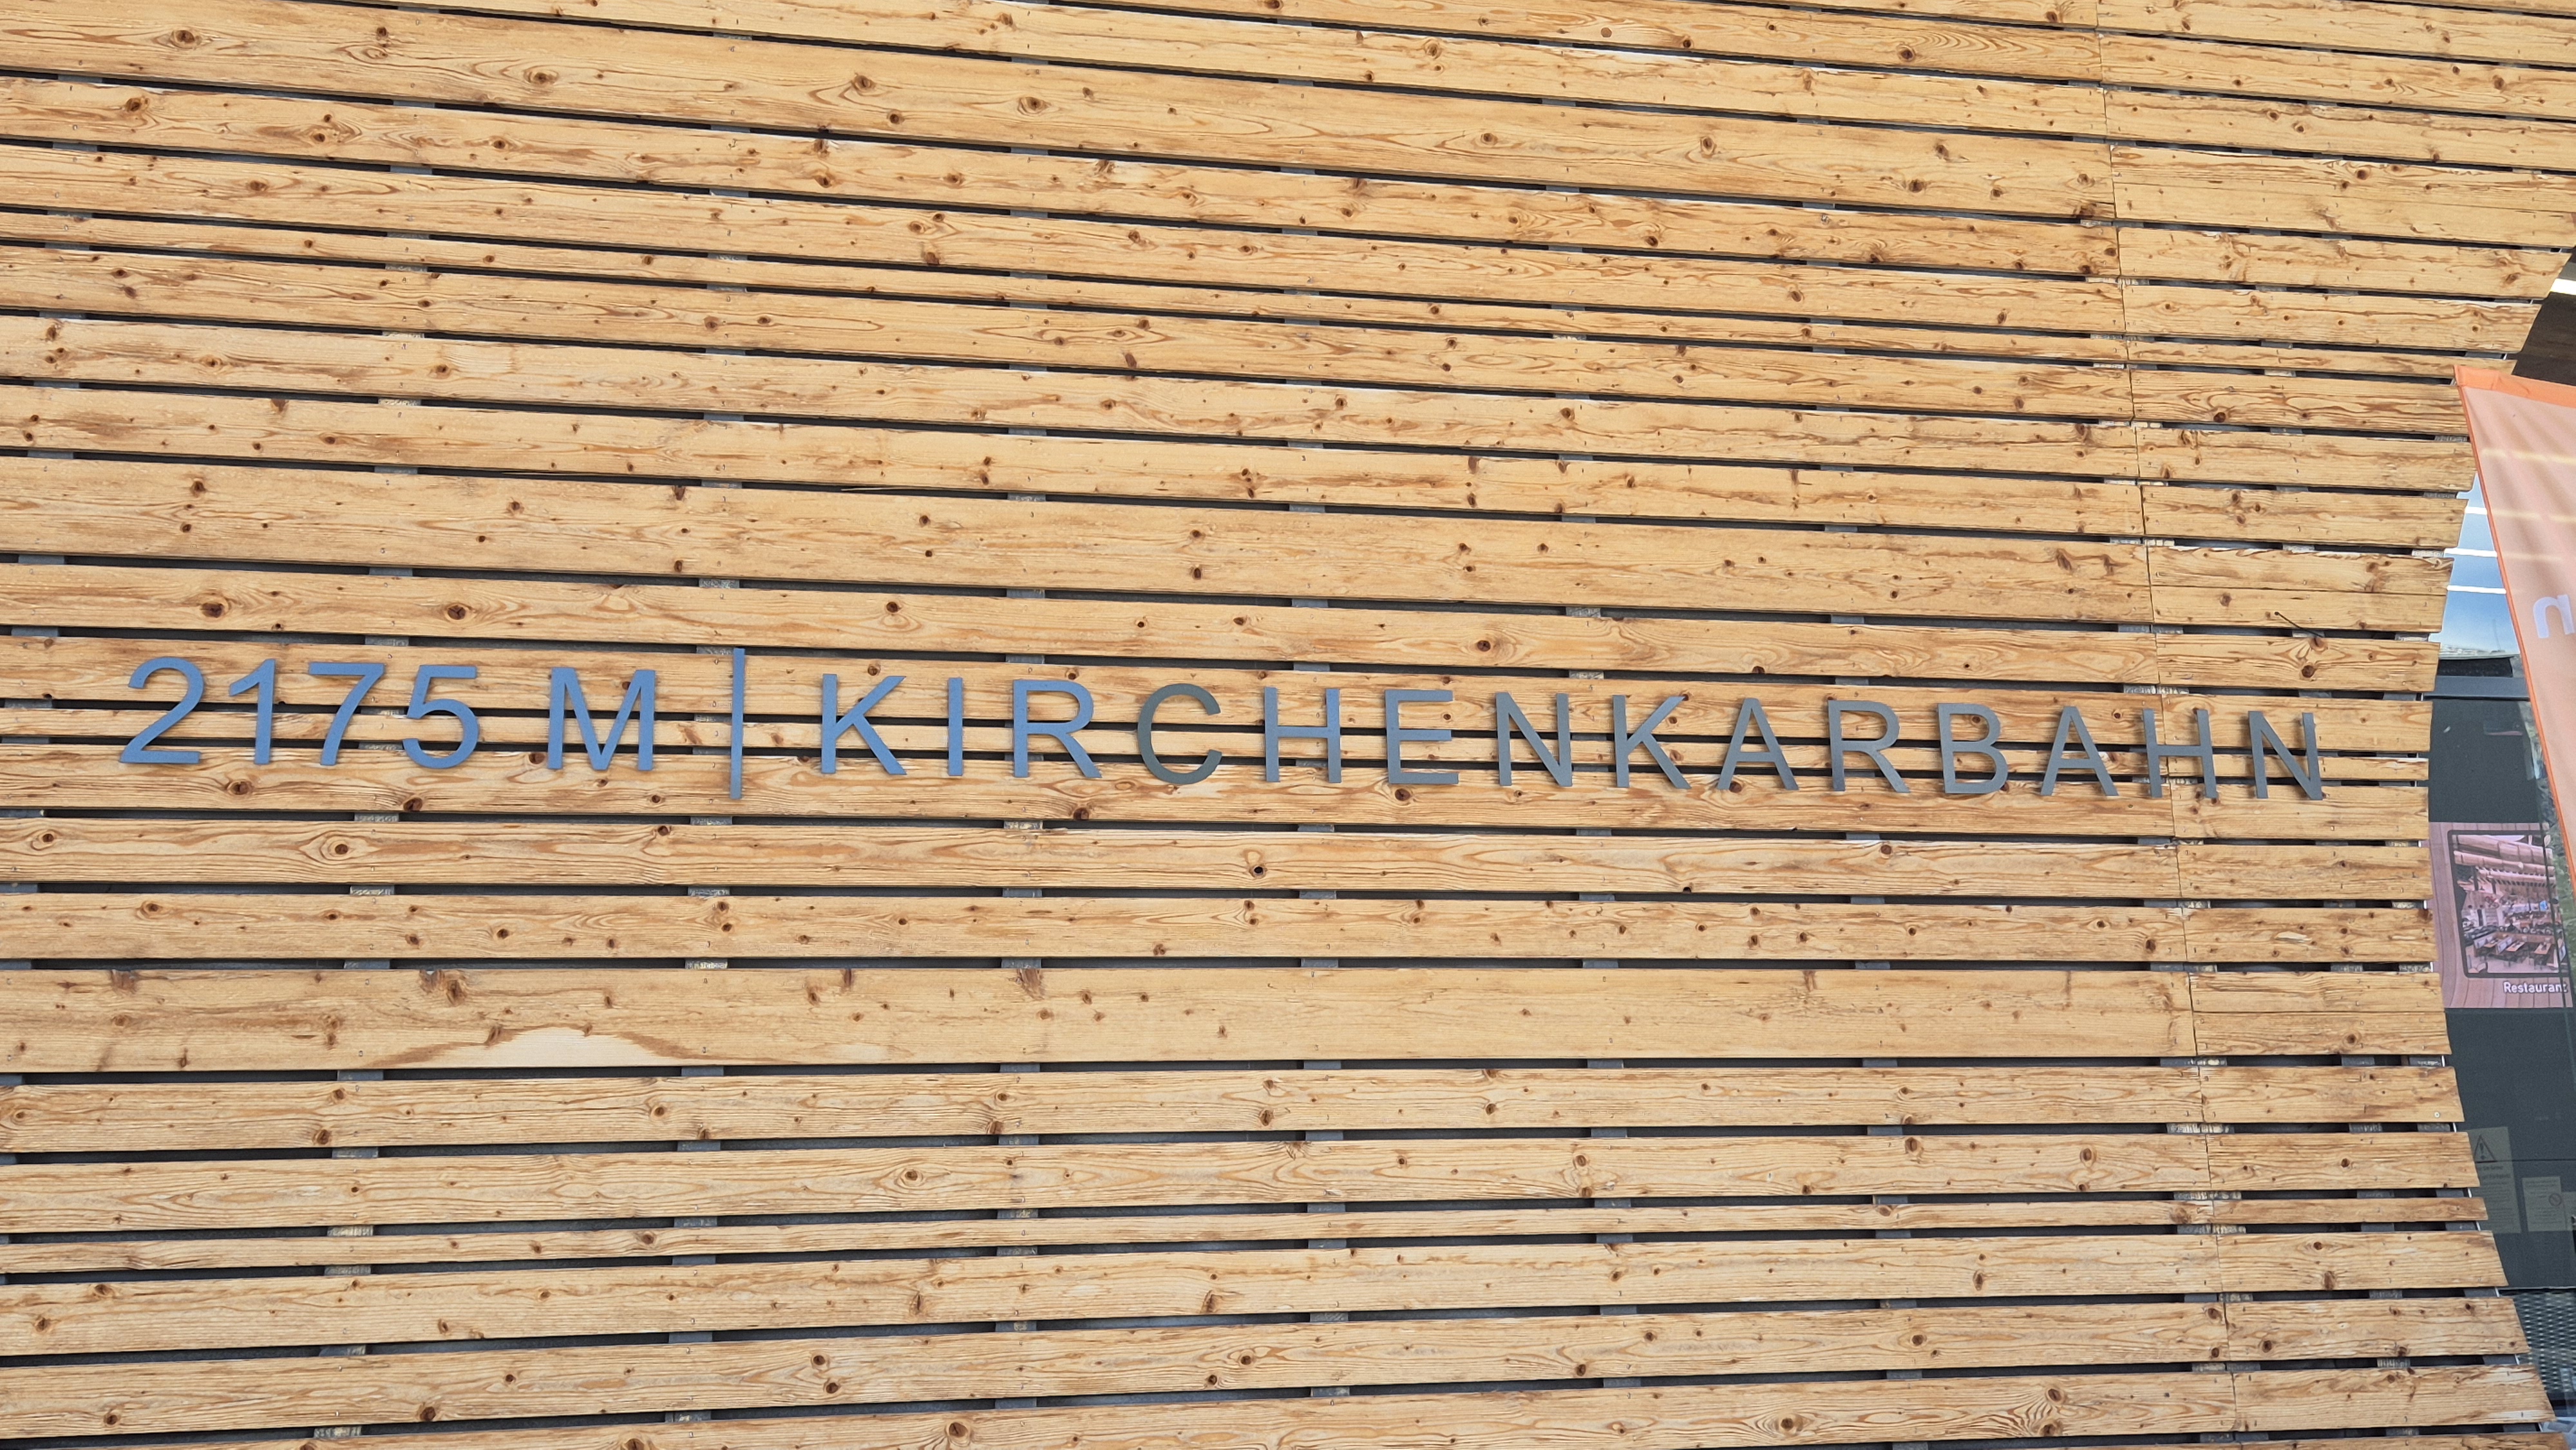 2175 M | KIRCHENKARBAHN
Restaurant